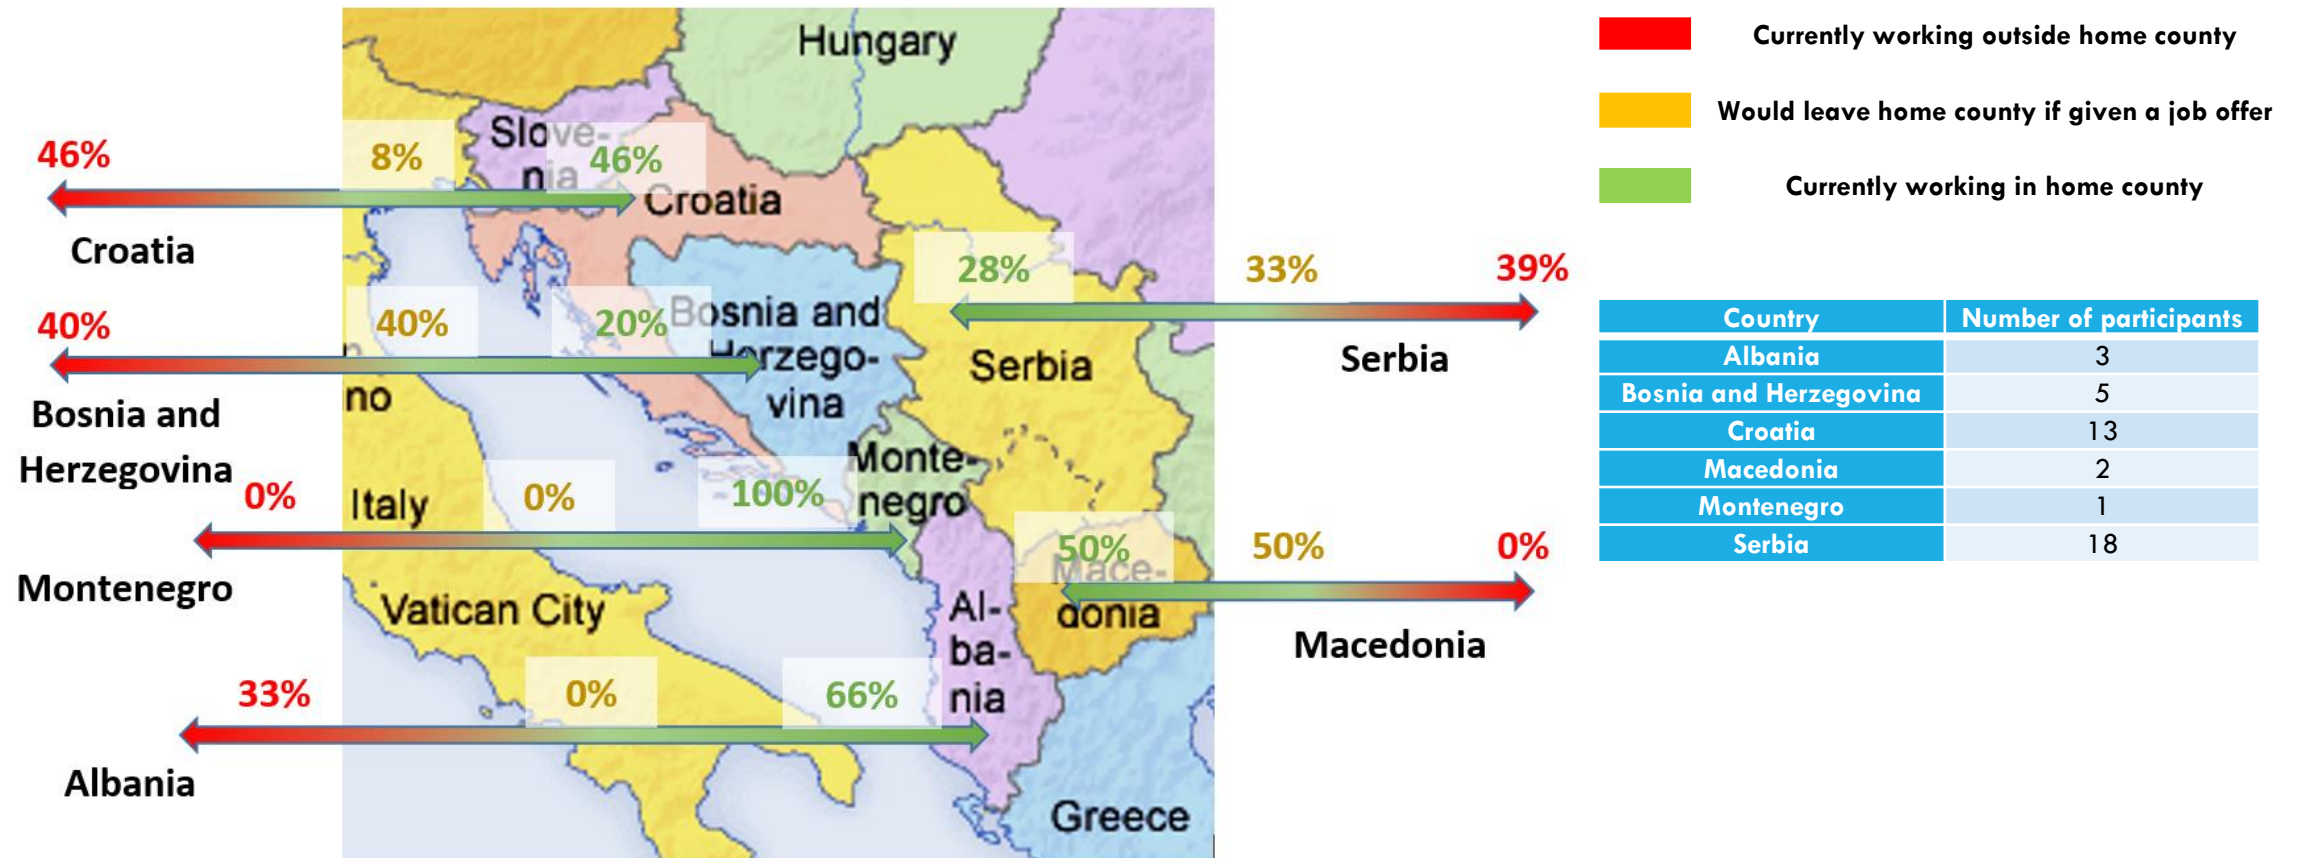 Hungary
Slove-
nia
Croatia
46%
8%
46%
Croatia
40%
40%
20%
Bosnia and
Herzego-
vina
Bosnia and
Herzegovina
no
28%
33%
39%
Serbia
Serbia
0%
0%
100%
Monte-
negro
Italy
Montenegro
50%
50%
0%
Mace-
donia
Macedonia
Vatican City
Al-
ba-
nia
33%
0%
66%
Albania
Greece
Currently working outside home county
Would leave home county if given a job offer
Currently working in home county
Country Number of participants
Albania 3
Bosnia and Herzegovina 5
Croatia 13
Macedonia 2
Montenegro 1
Serbia 18